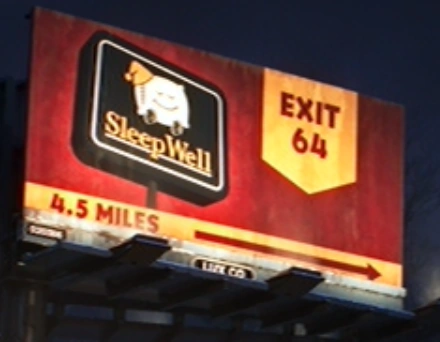 SleepWell
EXIT
64
4.5 MILES
LUX CO